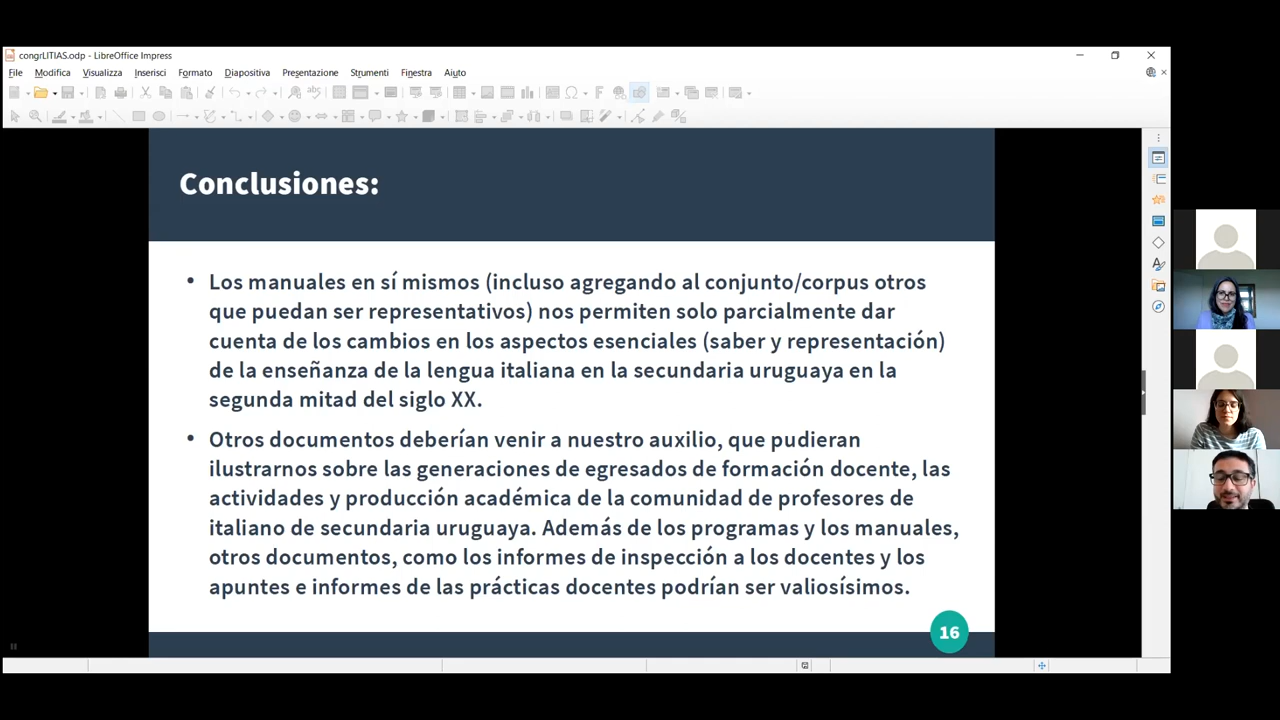 congrLITIAS.odp - LibreOffice Impress
File Modifica Visualizza Inserisci Formato Diapositiva Presentazione Strumenti Finestra Aiuto
Conclusiones:
• Los manuales en sí mismos (incluso agregando al conjunto/corpus otros
que puedan ser representativos) nos permiten solo parcialmente dar
cuenta de los cambios en los aspectos esenciales (saber y representación)
de la enseñanza de la lengua italiana en la secundaria uruguaya en la
segunda mitad del siglo XX.
• Otros documentos deberían venir a nuestro auxilio, que pudieran
ilustrarnos sobre las generaciones de egresados de formación docente, las
actividades y producción académica de la comunidad de profesores de
italiano de secundaria uruguaya. Además de los programas y los manuales,
otros documentos, como los informes de inspección a los docentes y los
apuntes e informes de las prácticas docentes podrían ser valiosísimos.
16